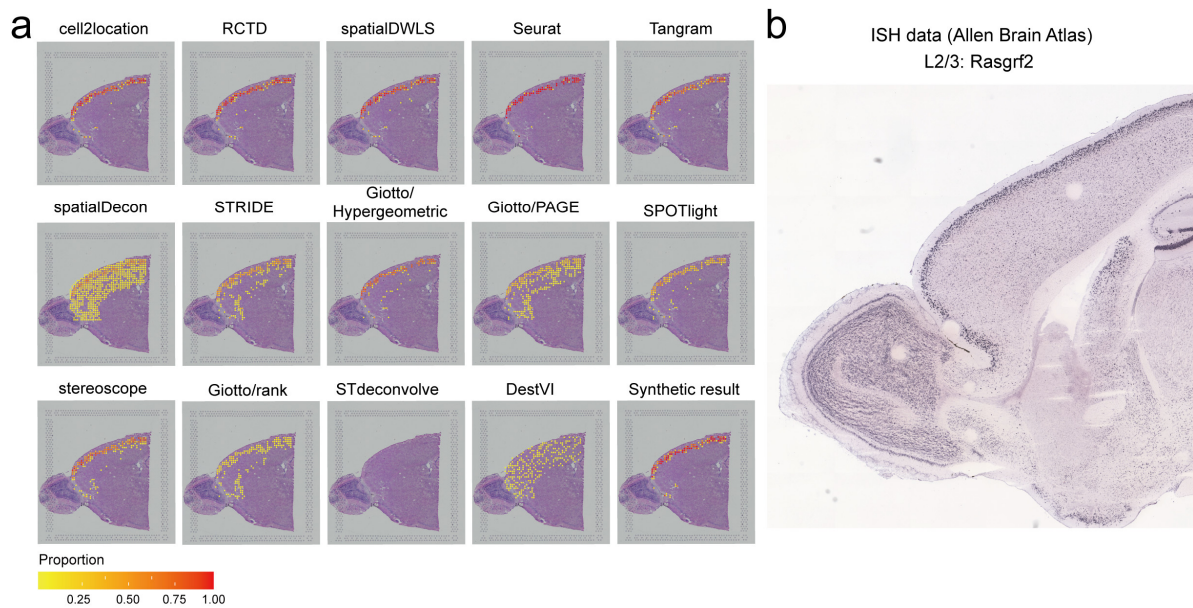 a
cell2location RCTD spatialDWLS Seurat Tangram
spatialDecon STRIDE Giotto/
Hypergeometric Giotto/PAGE SPOTlight
stereoscope Giotto/rank STdeconvolve DestVI Synthetic result
Proportion
0.25 0.50 0.75 1.00
b
ISH data (Allen Brain Atlas)
L2/3: Rasgrf2